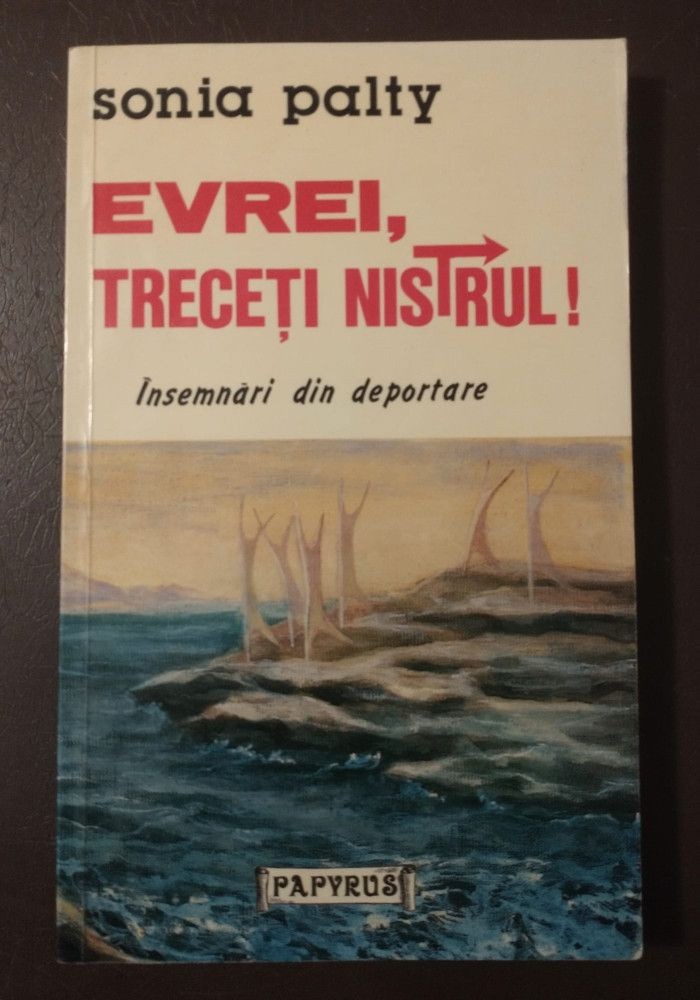 sonia palty
EVREI,
TRECEȚI NISTRUL!
Însemnări din deportare
PAPYRUS